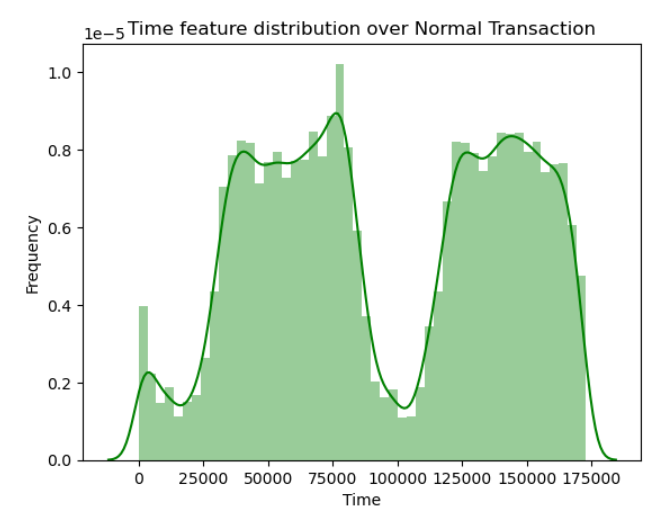 Time feature distribution over Normal Transaction
1e−5
1.0
0.8
0.6
0.4
0.2
0.0
Frequency
0 25000 50000 75000 100000 125000 150000 175000
Time